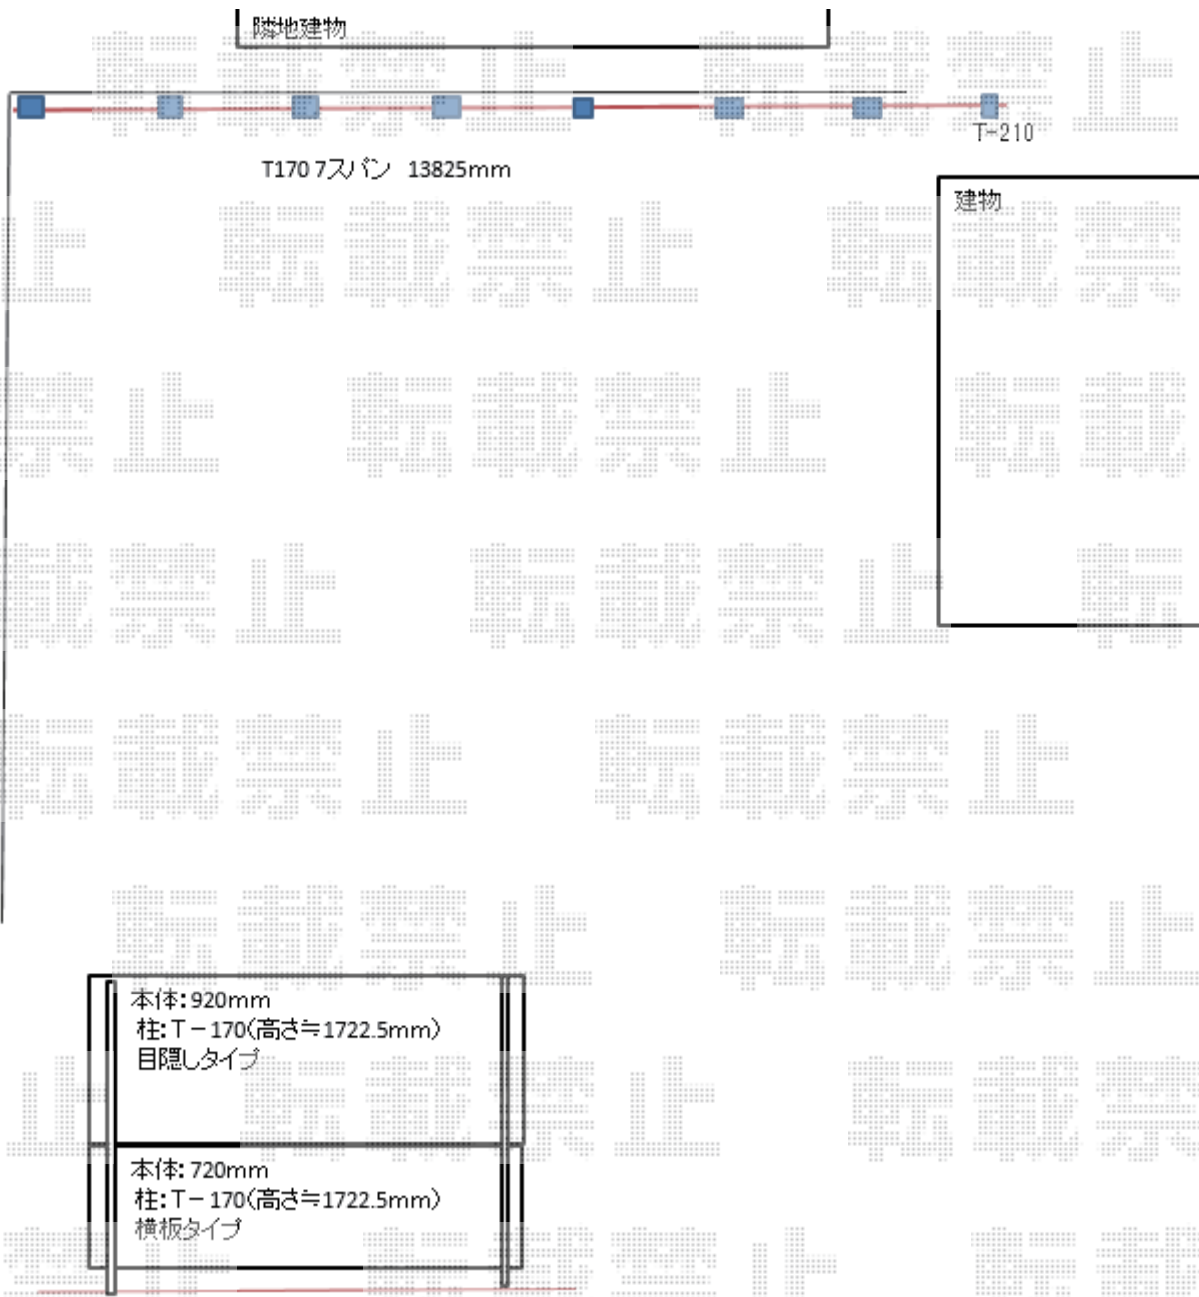 隣地建物
T-210
T170 7スパン 13825mm
建物
本体:920mm
柱:T-170(高さ≒1722.5mm)
目隠しタイプ
本体:720mm
柱:T-170(高さ≒1722.5mm)
横板タイプ
転載禁止